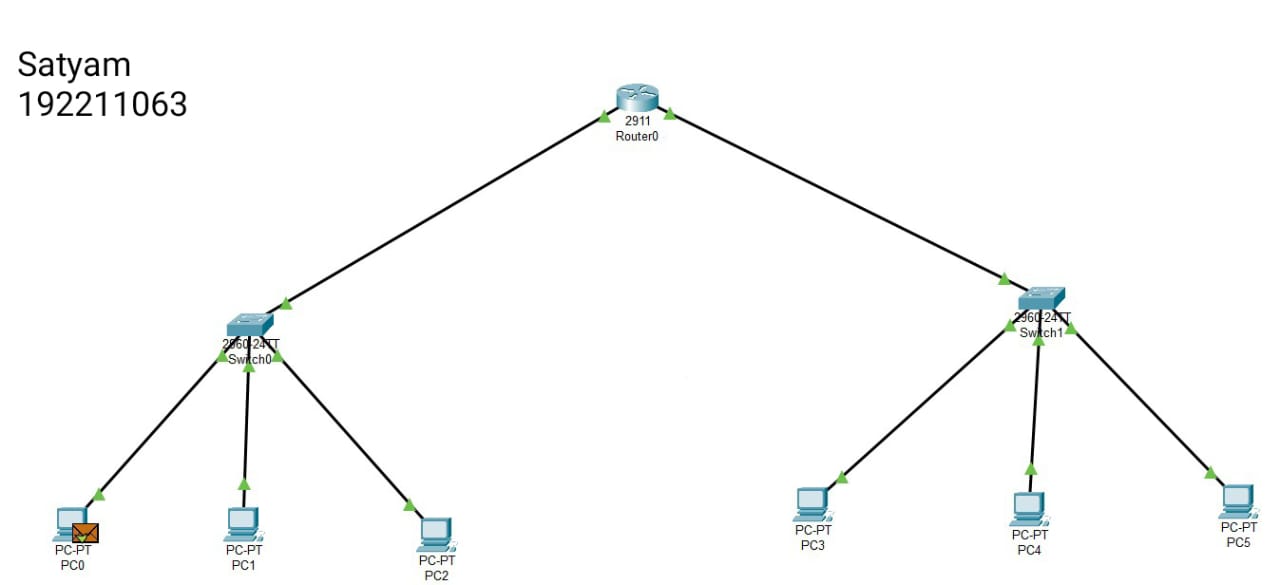 Satyam
192211063
2911
Router0
2960-24TT
Switch0
2960-24TT
Switch1
PC-PT
PC0
PC-PT
PC1
PC-PT
PC2
PC-PT
PC3
PC-PT
PC4
PC-PT
PC5